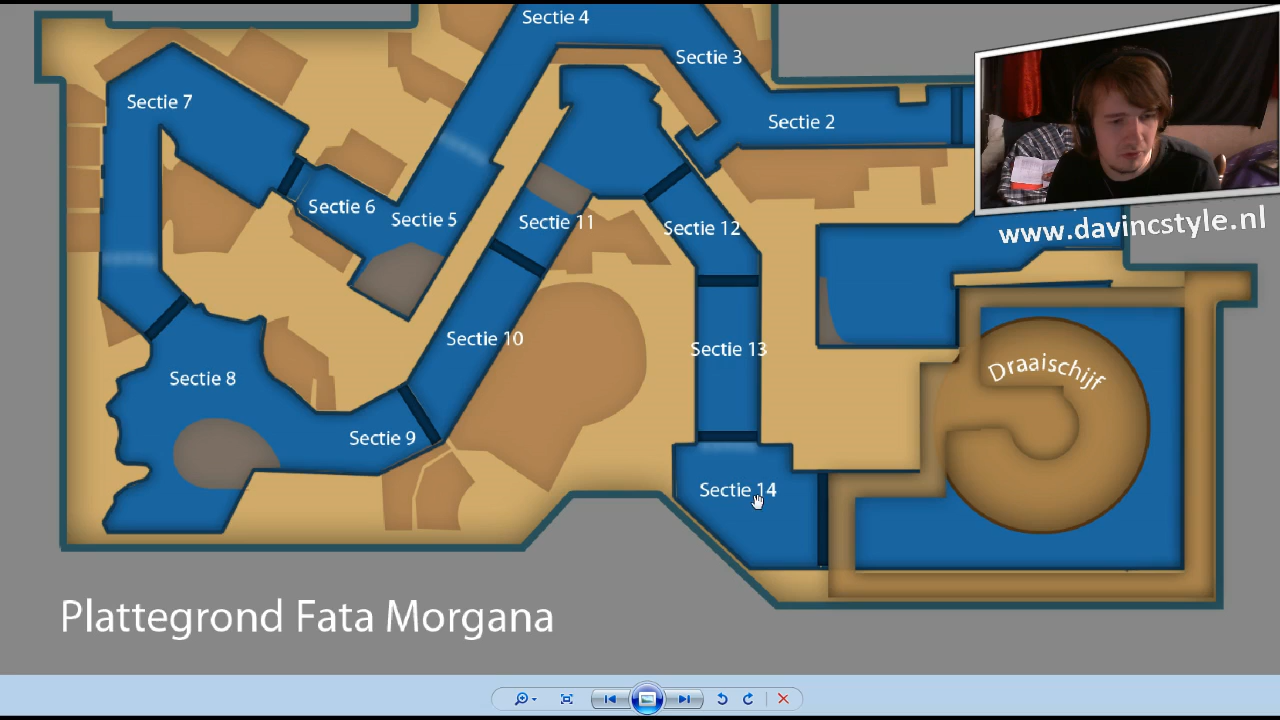 Sectie 4
Sectie 3
Sectie 7
Sectie 2
Sectie 6
Sectie 5
Sectie 11
Sectie 12
www.davincstyle.nl
Sectie 10
Sectie 13
Sectie 8
Draaischijf
Sectie 9
Sectie 14
Plattegrond Fata Morgana